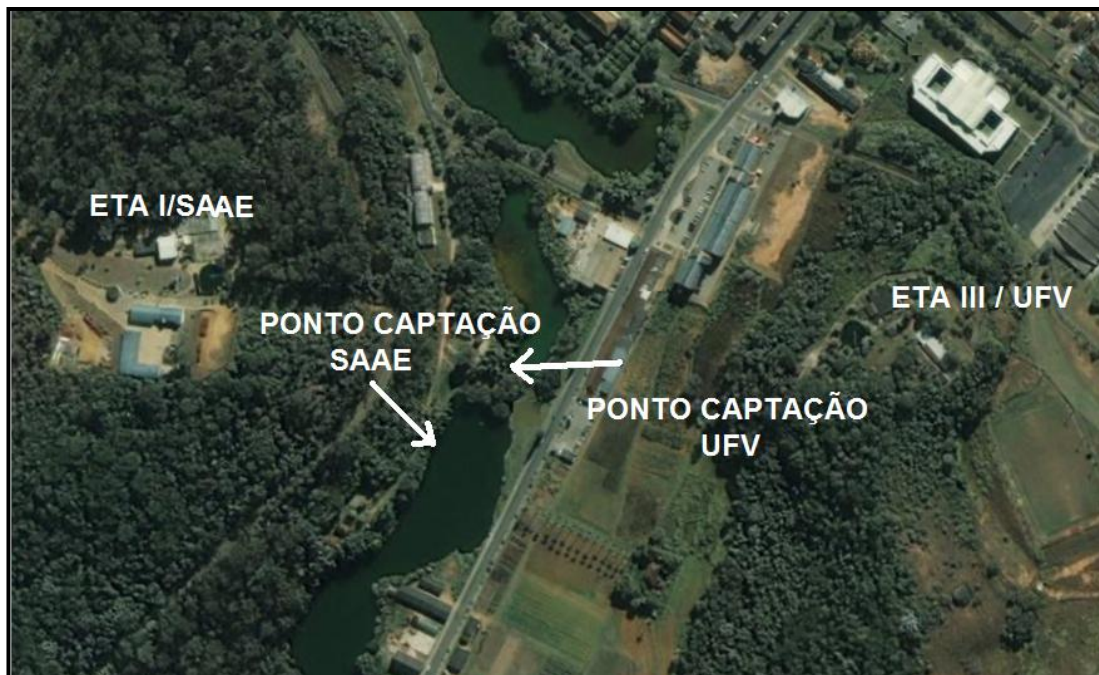 ETA I/SAAE
ETA III / UFV
PONTO CAPTAÇÃO
SAAE
PONTO CAPTAÇÃO
UFV